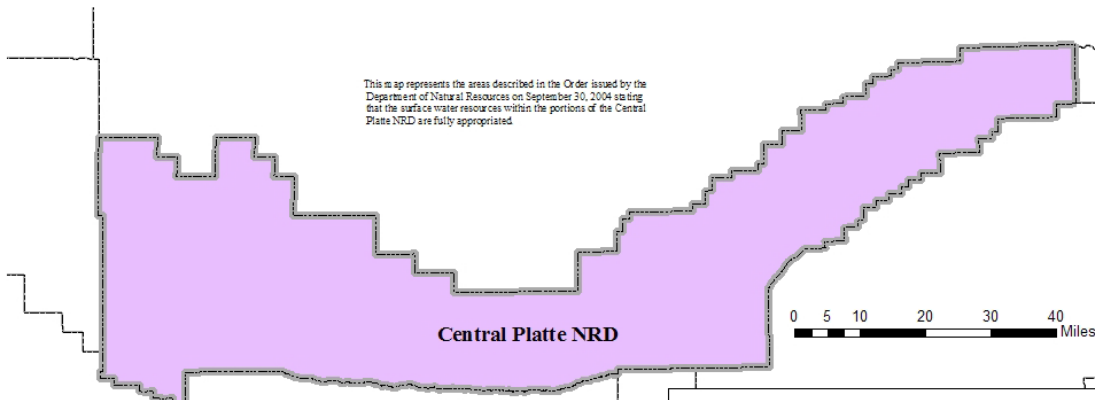 This map represents the areas described in the Order issued by the
Department of Natural Resources on September 30, 2004 stating
that the surface water resources within the portions of the Central
Platte NRD are fully appropriated.
Central Platte NRD
0 5 10 20 30 40
Miles